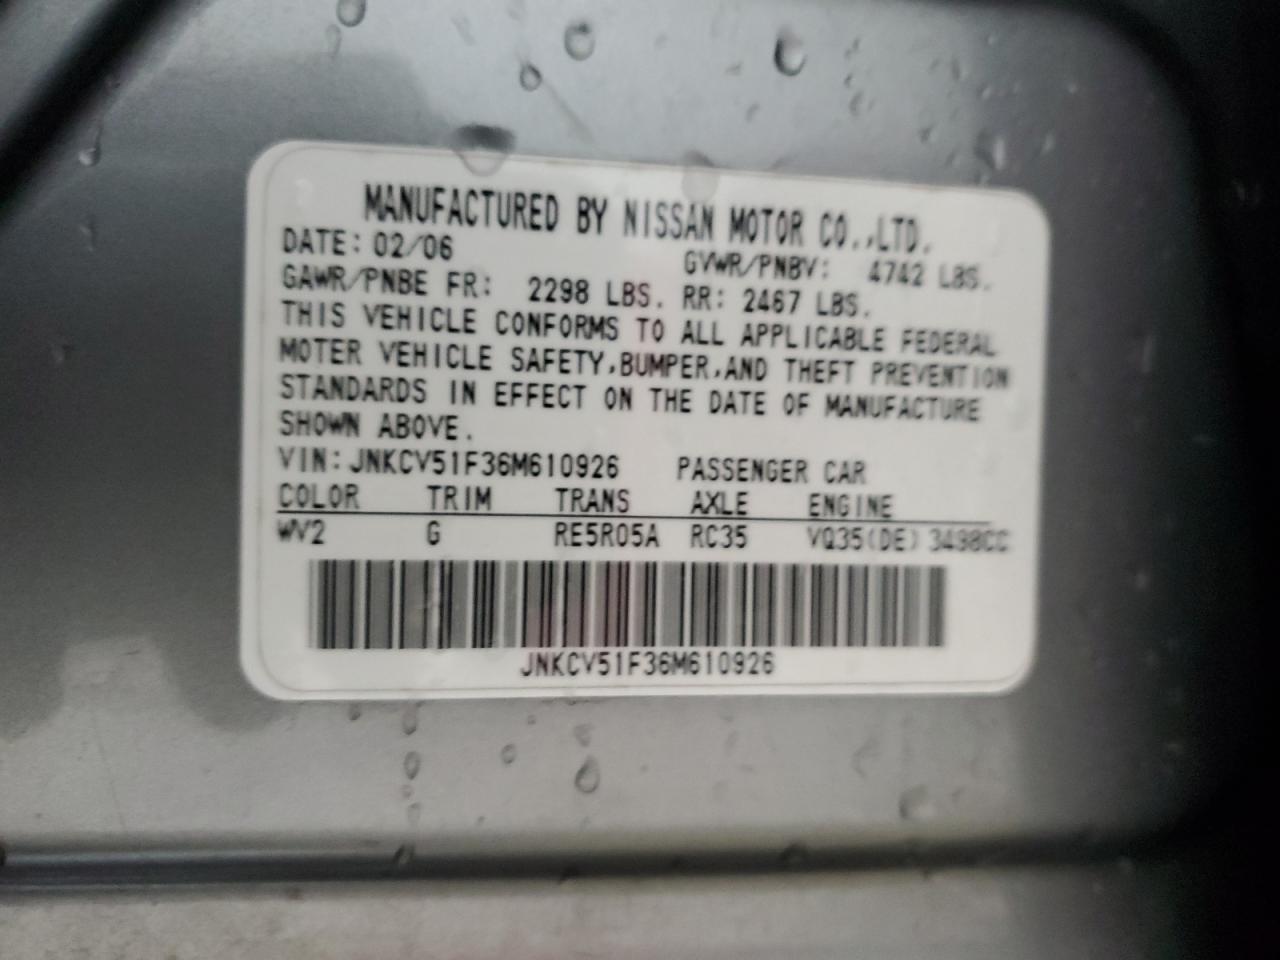 MANUFACTURED BY NISSAN MOTOR CO.,LTD.
DATE: 02/06 GVWR/PNBV: 4742 LBS.
GAWR/PNBE FR: 2298 LBS. RR: 2467 LBS.
THIS VEHICLE CONFORMS TO ALL APPLICABLE FEDERAL
MOTER VEHICLE SAFETY,BUMPER,AND THEFT PREVENTION
STANDARDS IN EFFECT ON THE DATE OF MANUFACTURE
SHOWN ABOVE.
VIN: JNKCV51F36M610926 PASSENGER CAR
COLOR TRIM TRANS AXLE ENGINE
WV2 G RE5R05A RC35 VQ35(DE) 3498CC
JNKCV51F36M610926